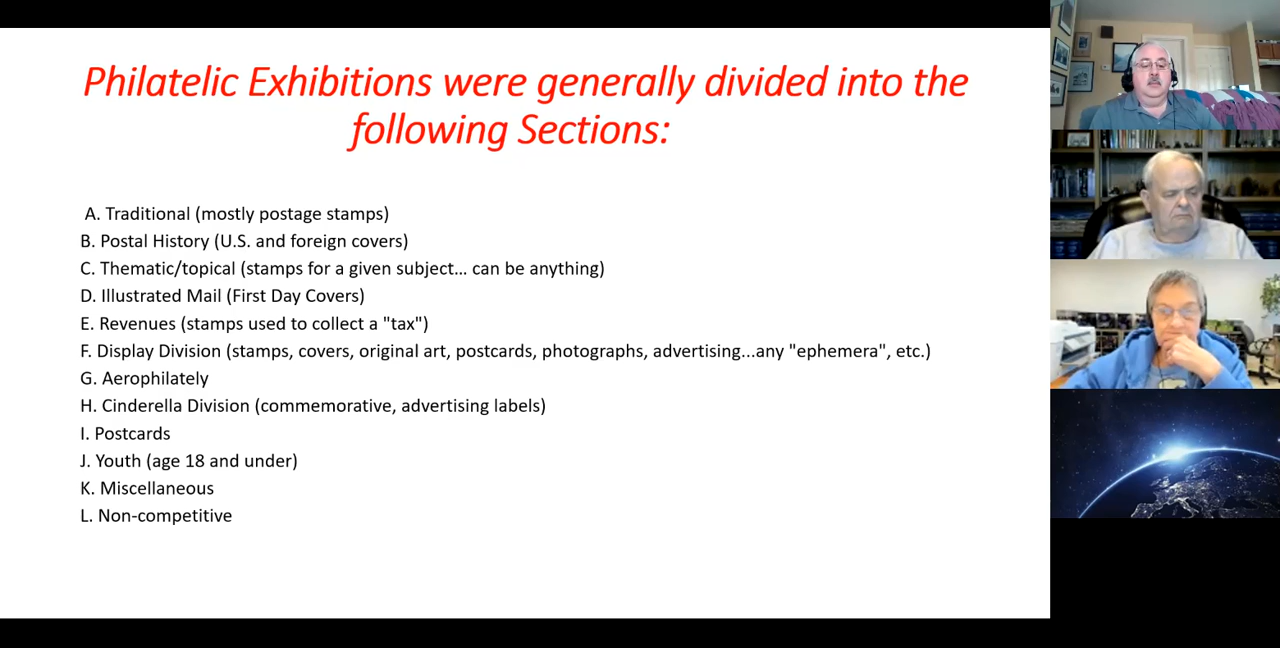 Philatelic Exhibitions were generally divided into the
following Sections:
A. Traditional (mostly postage stamps)
B. Postal History (U.S. and foreign covers)
C. Thematic/topical (stamps for a given subject... can be anything)
D. Illustrated Mail (First Day Covers)
E. Revenues (stamps used to collect a "tax")
F. Display Division (stamps, covers, original art, postcards, photographs, advertising...any "ephemera", etc.)
G. Aerophilately
H. Cinderella Division (commemorative, advertising labels)
I. Postcards
J. Youth (age 18 and under)
K. Miscellaneous
L. Non-competitive